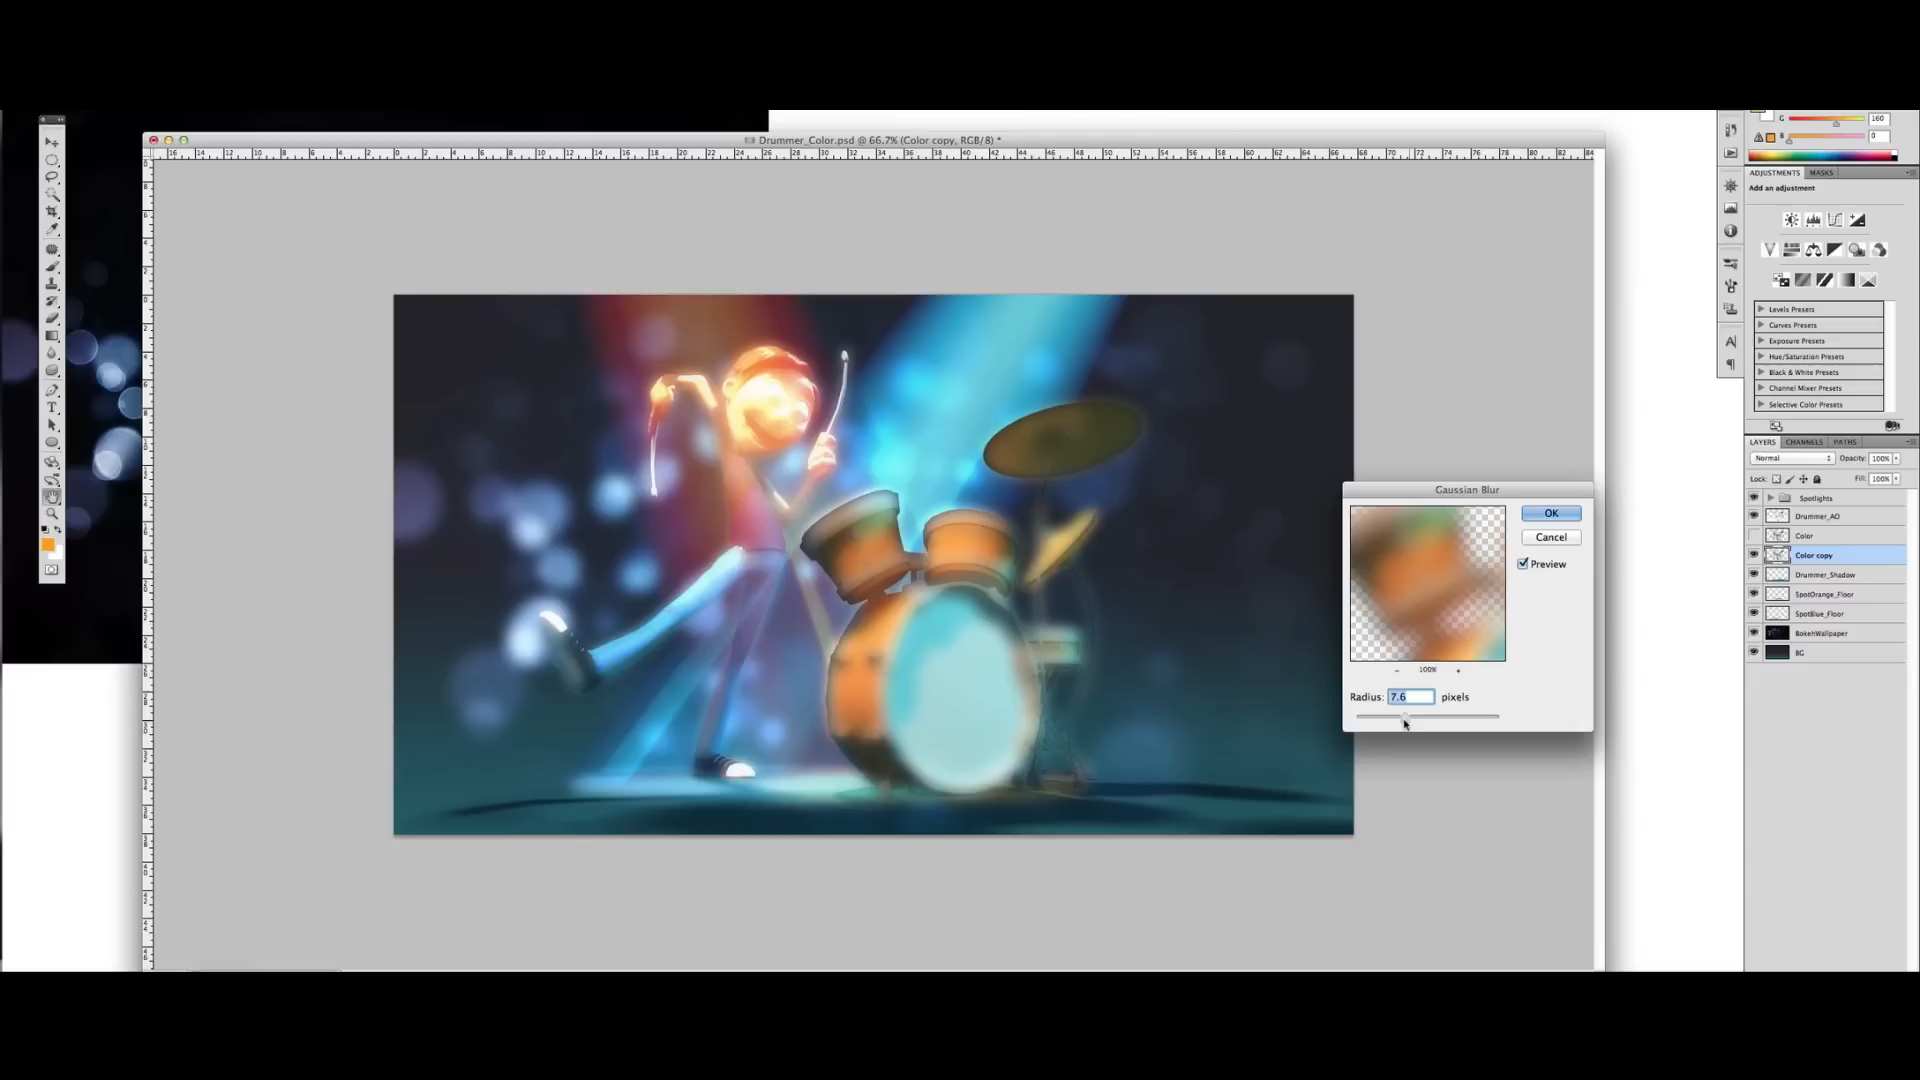 Drummer_Color.psd @ 66.7% (Color copy, RGB/8) *
G 160
B 0
ADJUSTMENTS MASKS
Add an adjustment
Levels Presets
Curves Presets
Exposure Presets
Hue/Saturation Presets
Black & White Presets
Channel Mixer Presets
Selective Color Presets
LAYERS CHANNELS PATHS
Normal Opacity: 100%
Lock: Fill: 100%
Spotlights
Drummer_AO
Color
Color copy
Drummer_Shadow
SpotOrange_Floor
SpotBlue_Floor
BokehWallpaper
BG
Gaussian Blur
OK
Cancel
Preview
100%
Radius: 7.6 pixels